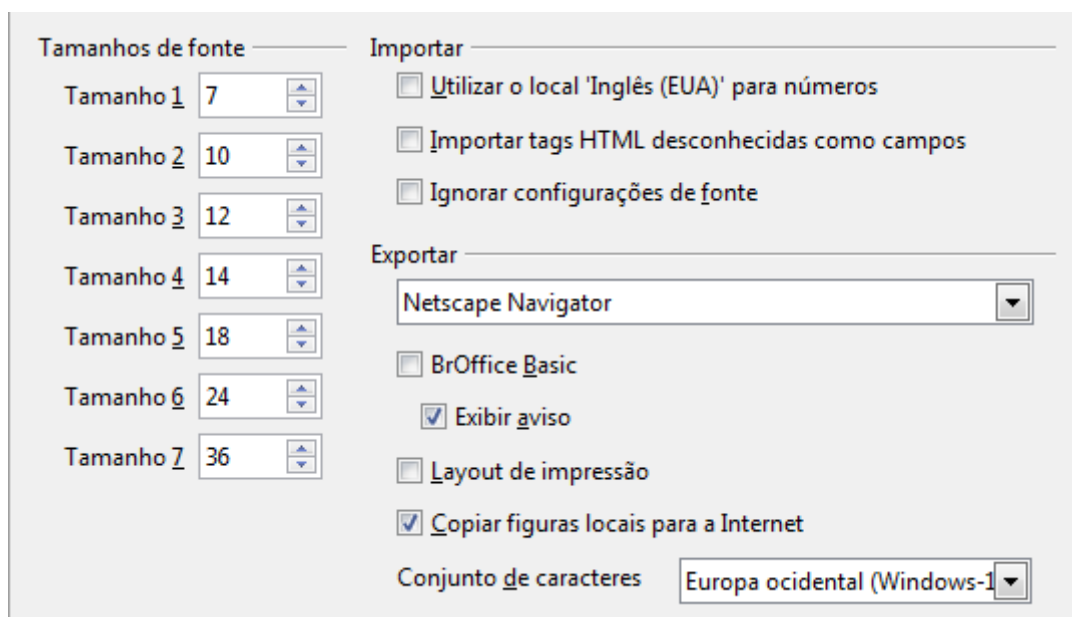 Tamanhos de fonte
Tamanho 1 7
Tamanho 2 10
Tamanho 3 12
Tamanho 4 14
Tamanho 5 18
Tamanho 6 24
Tamanho 7 36
Importar
Utilizar o local 'Inglês (EUA)' para números
Importar tags HTML desconhecidas como campos
Ignorar configurações de fonte
Exportar
Netscape Navigator
BrOffice Basic
Exibir aviso
Layout de impressão
Copiar figuras locais para a Internet
Conjunto de caracteres Europa ocidental (Windows-1